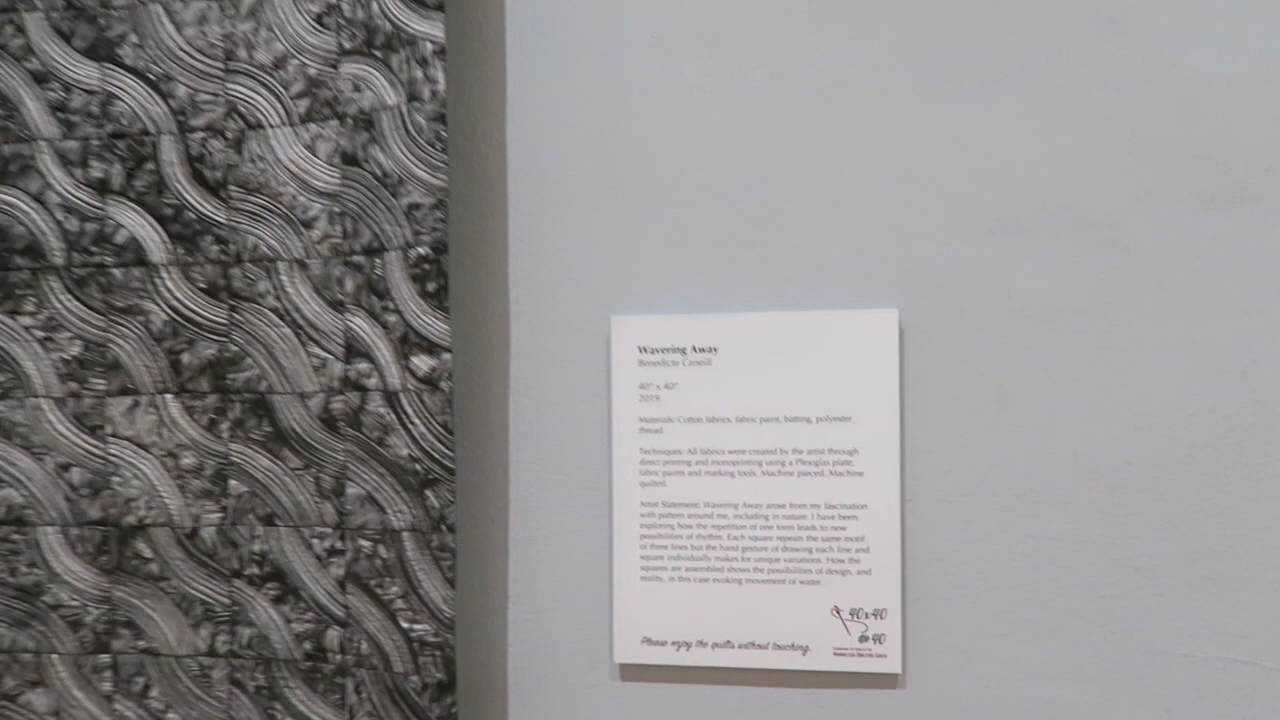 Wavering Away
Benedicte Caneill
40" x 40"
2019
Materials: Cotton fabrics, fabric paint, batting, polyester
thread.
Techniques: All fabrics were created by the artist through
direct printing and monoprinting using a Plexiglas plate,
fabric paints and marking tools. Machine pieced. Machine
quilted.
Artist Statement: Wavering Away arose from my fascination
with pattern around me, including in nature. I have been
exploring how the repetition of one form leads to new
possibilities of rhythm. Each square repeats the same motif
of three lines but the hand gesture of drawing each line and
square individually makes for unique variations. How the
squares are assembled shows the possibilities of design, and
reality, in this case evoking movement of water.
40x40
@40
Please enjoy the quilts without touching.